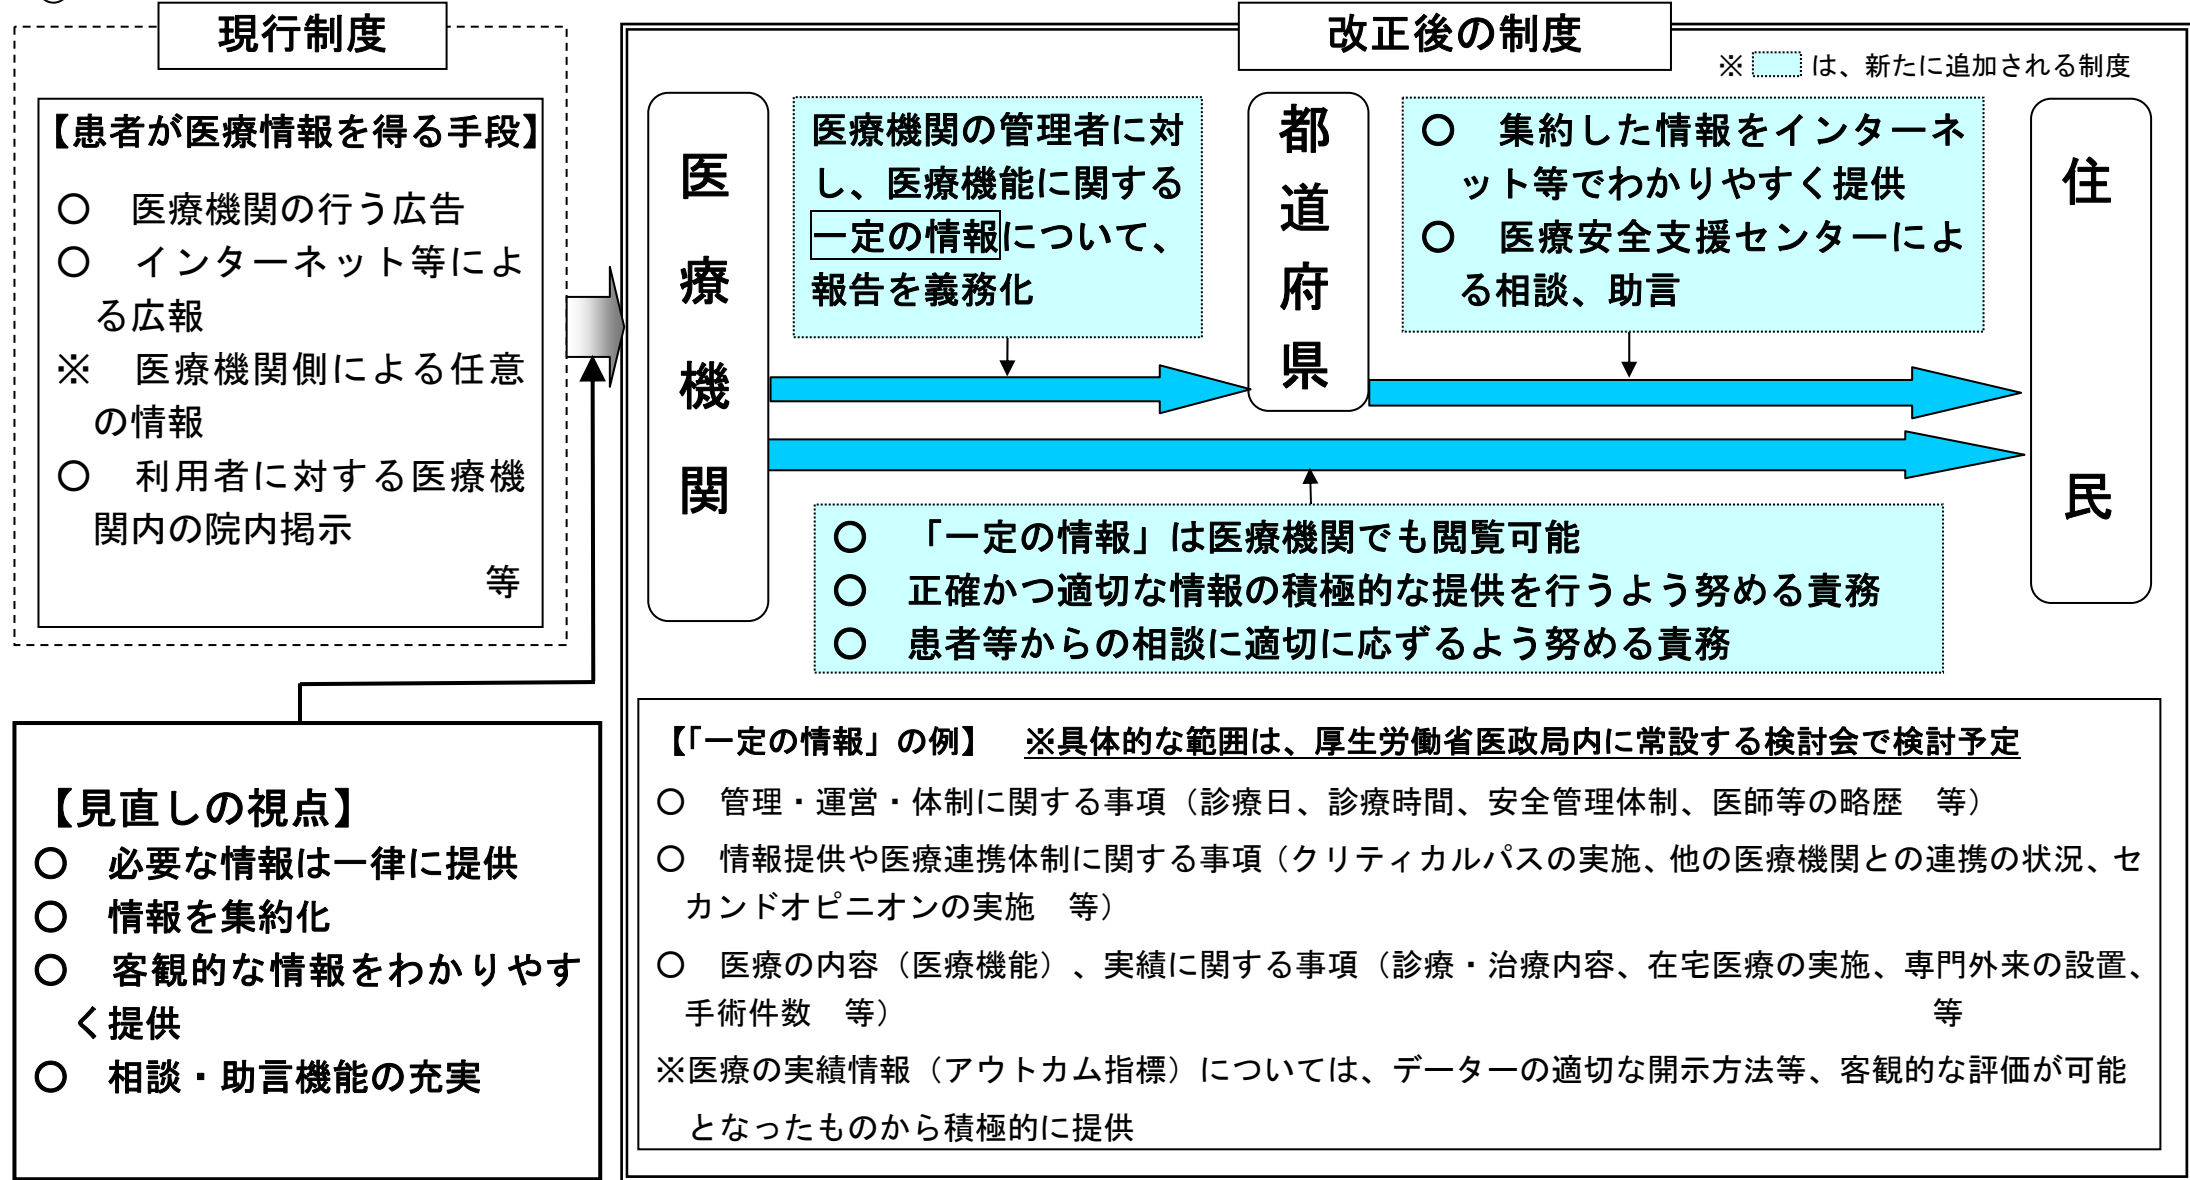 現行制度
【患者が医療情報を得る手段】
○　医療機関の行う広告
○　インターネット等によ
る広報
※　医療機関側による任意
の情報
○　利用者に対する医療機
関内の院内掲示
等
【見直しの視点】
○　必要な情報は一律に提供
○　情報を集約化
○　客観的な情報をわかりやす
く提供
○　相談・助言機能の充実
改正後の制度
※　　は、新たに追加される制度
医療機関
医療機関の管理者に対
し、医療機能に関する
一定の情報について、
報告を義務化
都道府県
○　集約した情報をインターネ
ット等でわかりやすく提供
○　医療安全支援センターによ
る相談、助言
住民
○　「一定の情報」は医療機関でも閲覧可能
○　正確かつ適切な情報の積極的な提供を行うよう努める責務
○　患者等からの相談に適切に応ずるよう努める責務
【「一定の情報」の例】　※具体的な範囲は、厚生労働省医政局内に常設する検討会で検討予定
○　管理・運営・体制に関する事項（診療日、診療時間、安全管理体制、医師等の略歴　等）
○　情報提供や医療連携体制に関する事項（クリティカルパスの実施、他の医療機関との連携の状況、セ
カンドオピニオンの実施　等）
○　医療の内容（医療機能）、実績に関する事項（診療・治療内容、在宅医療の実施、専門外来の設置、
手術件数　等）　　等
※医療の実績情報（アウトカム指標）については、データーの適切な開示方法等、客観的な評価が可能
となったものから積極的に提供